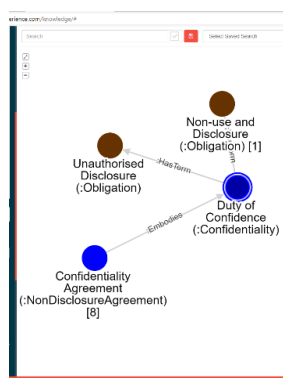 erience.com/knowledge/#
Search
Select Saved Search
Non-use and
Disclosure
(:Obligation) [1]
Unauthorised
Disclosure
(:Obligation)
:HasTerm
Duty of
Confidence
(:Confidentiality)
:Embodies
Confidentiality
Agreement
(:NonDisclosureAgreement)
[8]